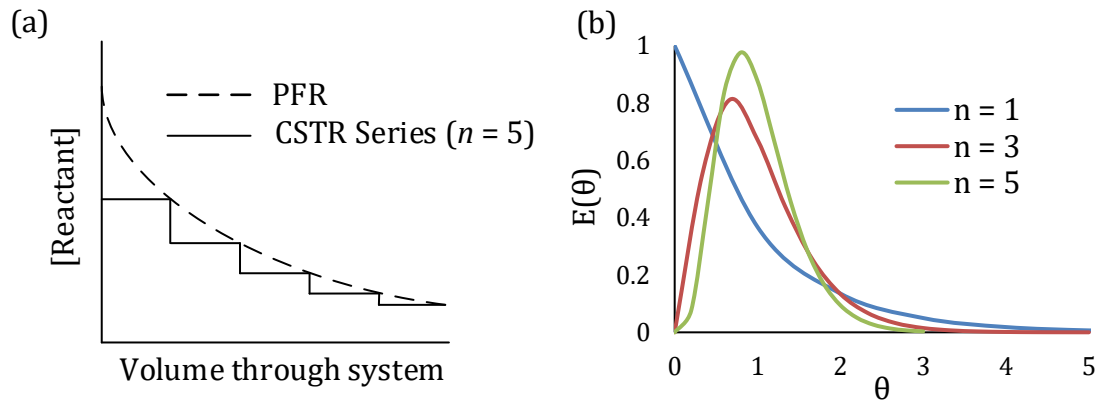 (a)
PFR
CSTR Series (n = 5)
[Reactant]
Volume through system
(b)
1
0.8
0.6
0.4
0.2
0
E(θ)
n = 1
n = 3
n = 5
0 1 2 3 4 5
θ